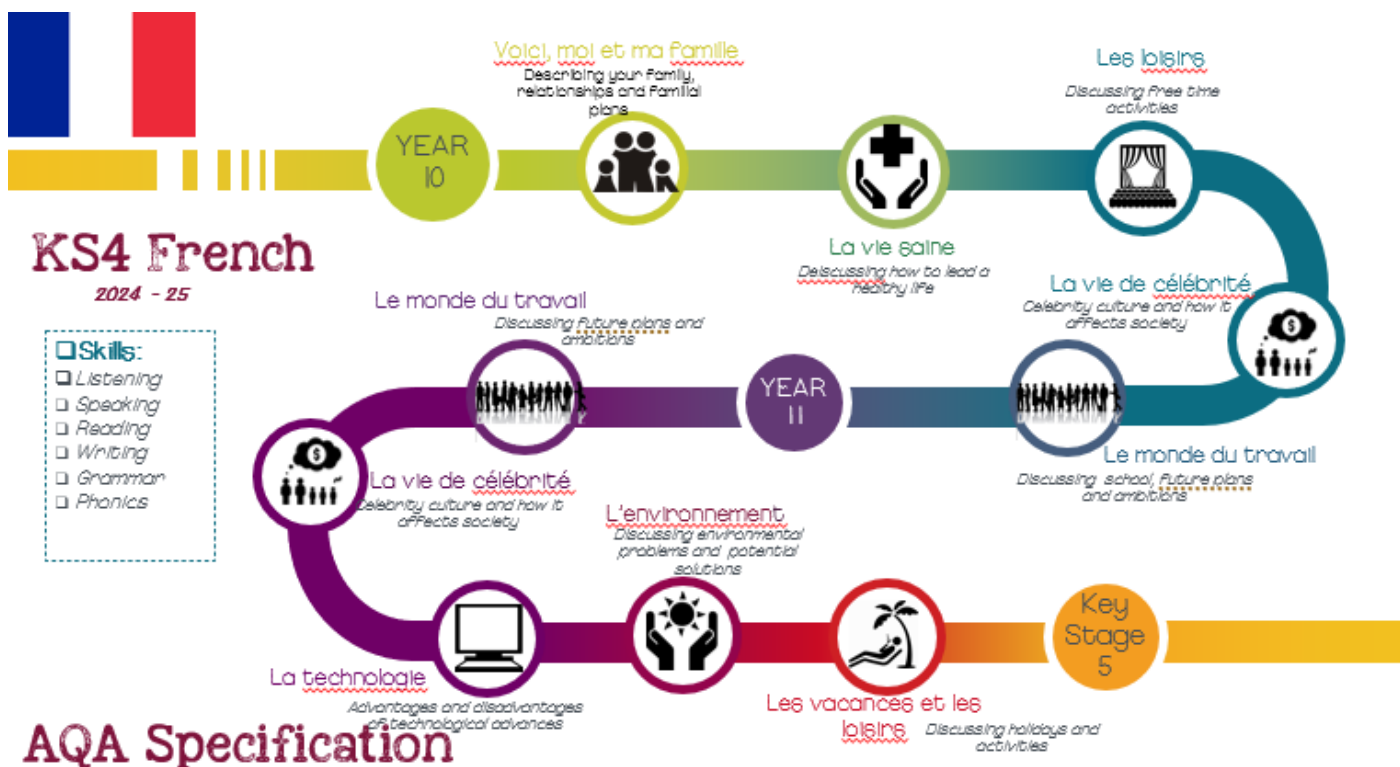 Voici, moi et ma famille
Describing your family,
relationships and familial
plans
YEAR
10
Les loisirs
Discussing free time
activities
La vie saine
Deiscussing how to lead a
healthy life
KS4 French
2024 - 25
La vie de célébrité
Celebrity culture and how it
affects society
$
Le monde du travail
Discussing future plans and
ambitions
YEAR
11
Skills:
Listening
Speaking
Reading
Writing
Grammar
Phonics
Le monde du travail
Discussing school, future plans
and ambitions
$
La vie de célébrité
Celebrity culture and how it
affects society
L'environnement
Discussing environmental
problems and potential
solutions
Key
Stage
5
La technologie
Advantages and disadvantages
of technological advances
Les vacances et les
loisirs
Discussing holidays and
activities
AQA Specification